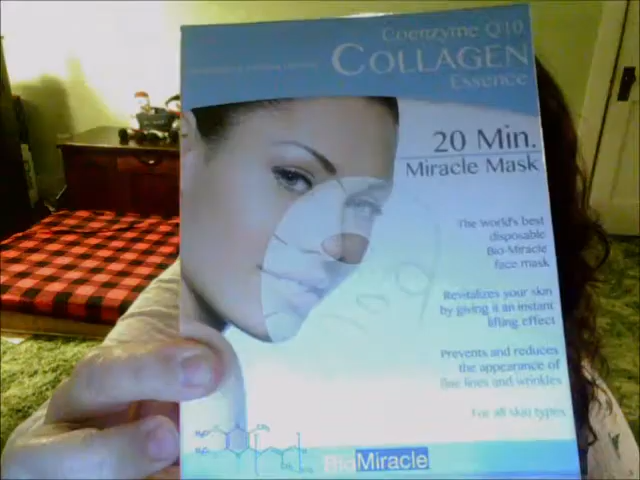 Coenzyme Q10
COLLAGEN
Essence
20 Min.
Miracle Mask
The world's best
disposable
Bio-Miracle
face mask
Revitalizes your skin
by giving it an instant
lifting effect
Prevents and reduces
the appearance of
fine lines and wrinkles
For all skin types
BioMiracle